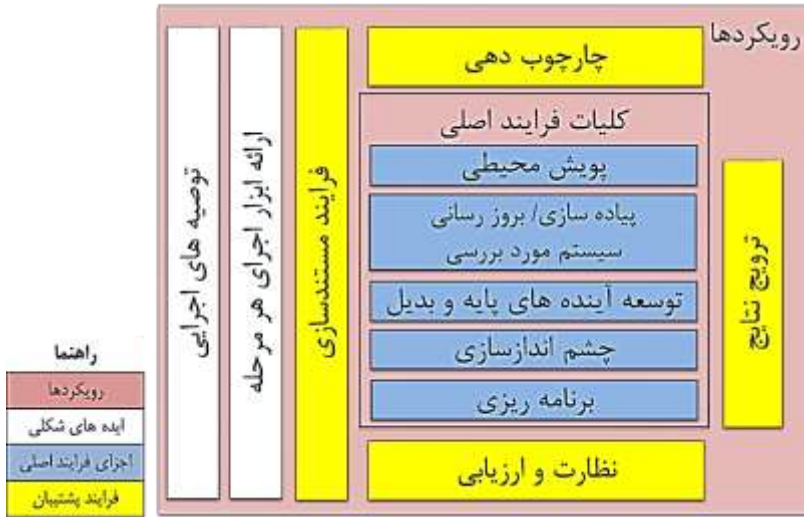 رویکردها
چارچوب دهی
کلیات فرایند اصلی
پویش محیطی
پیاده سازی/ بروز رسانی
سیستم مورد بررسی
توسعه آینده های پایه و بدیل
چشم اندازسازی
برنامه ریزی
نظارت و ارزیابی
ترویج نتایج
فرایند مستندسازی
ارائه ابزار اجرای هر مرحله
توصیه های اجرایی
راهنما
رویکردها
ایده های شکلی
اجزای فرایند اصلی
فرایند پشتیبان